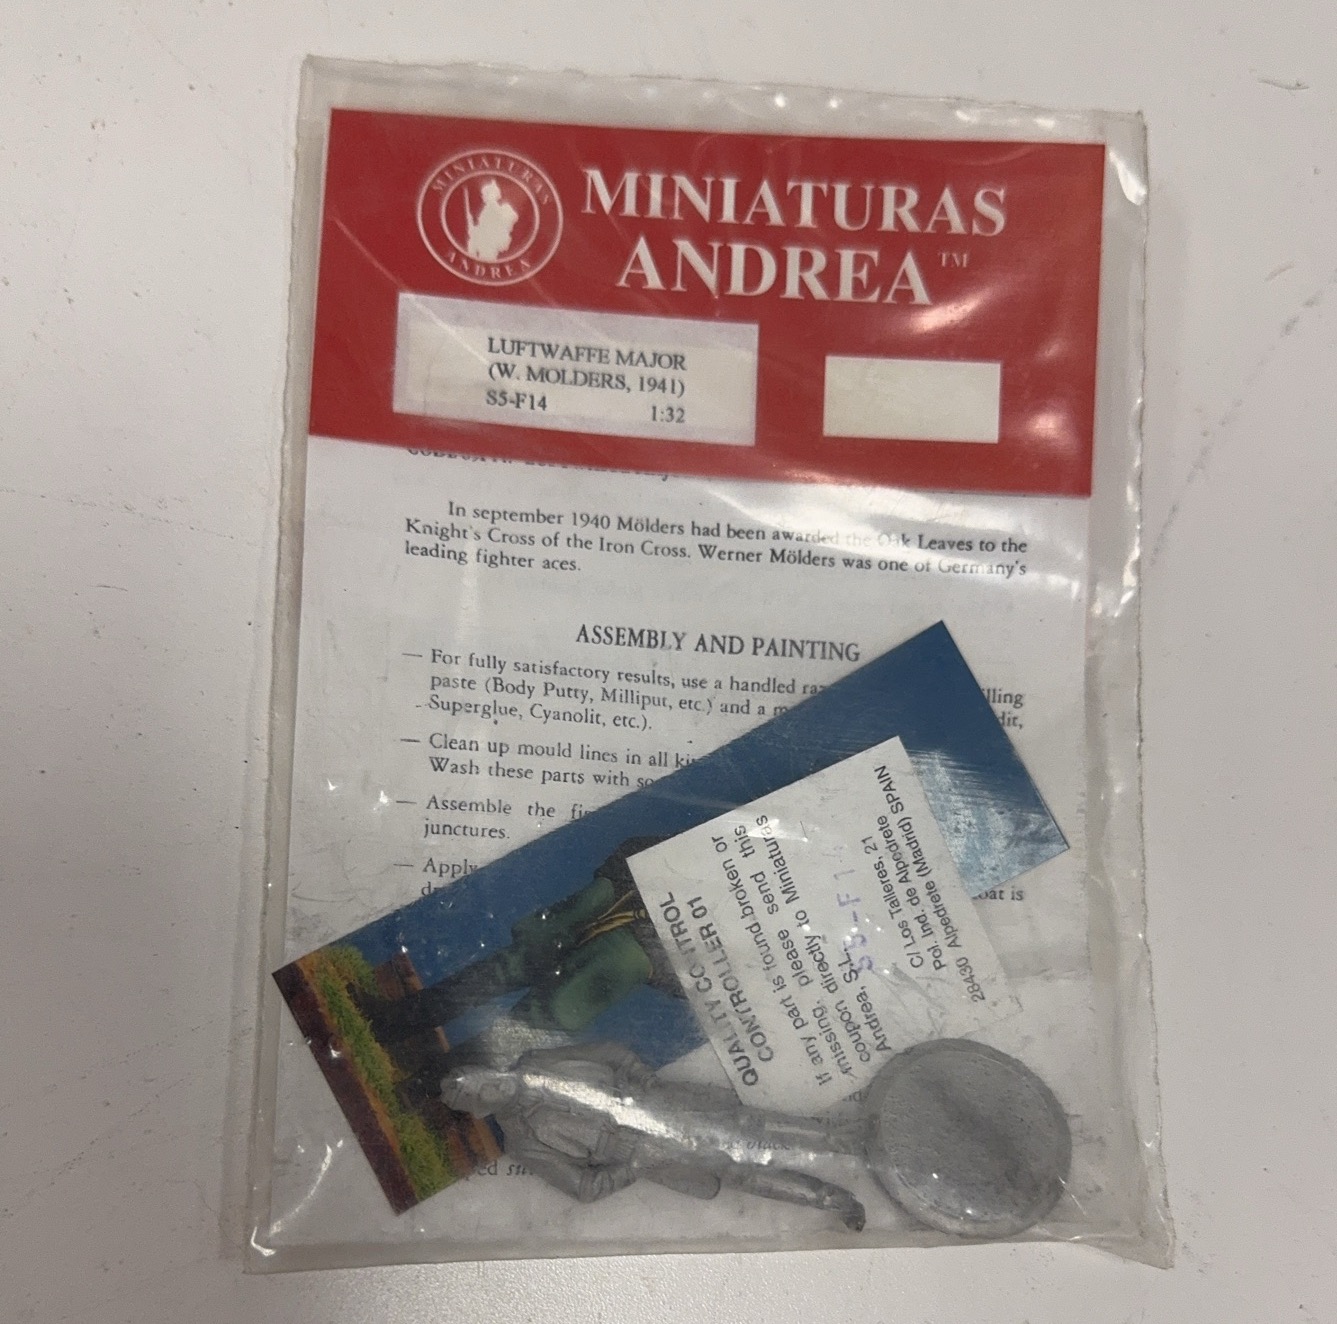 MINIATURAS
ANDREA
MINIATURAS
ANDREA™
LUFTWAFFE MAJOR
(W. MOLDERS, 1941)
S5-F14 1:32
In september 1940 Mölders had been awarded the Oak Leaves to the
Knight's Cross of the Iron Cross. Werner Mölders was one of Germany's
leading fighter aces.
ASSEMBLY AND PAINTING
— For fully satisfactory results, use a handled
paste (Body Putty, Milliput, etc.) and a
Superglue, Cyanolit, etc.).
— Clean up mould lines in all
Wash these parts with
— Assemble the
junctures.
— Apply
is
QUALITY CONTROL
CONTROLLER 01
If any part is found broken or
missing, please send this
coupon directly to Miniaturas
Andrea, S.L.
S5-F14
C/ Los Talleres, 21
Pol. Ind. de Alpedrete
28430 Alpedrete (Madrid) SPAIN